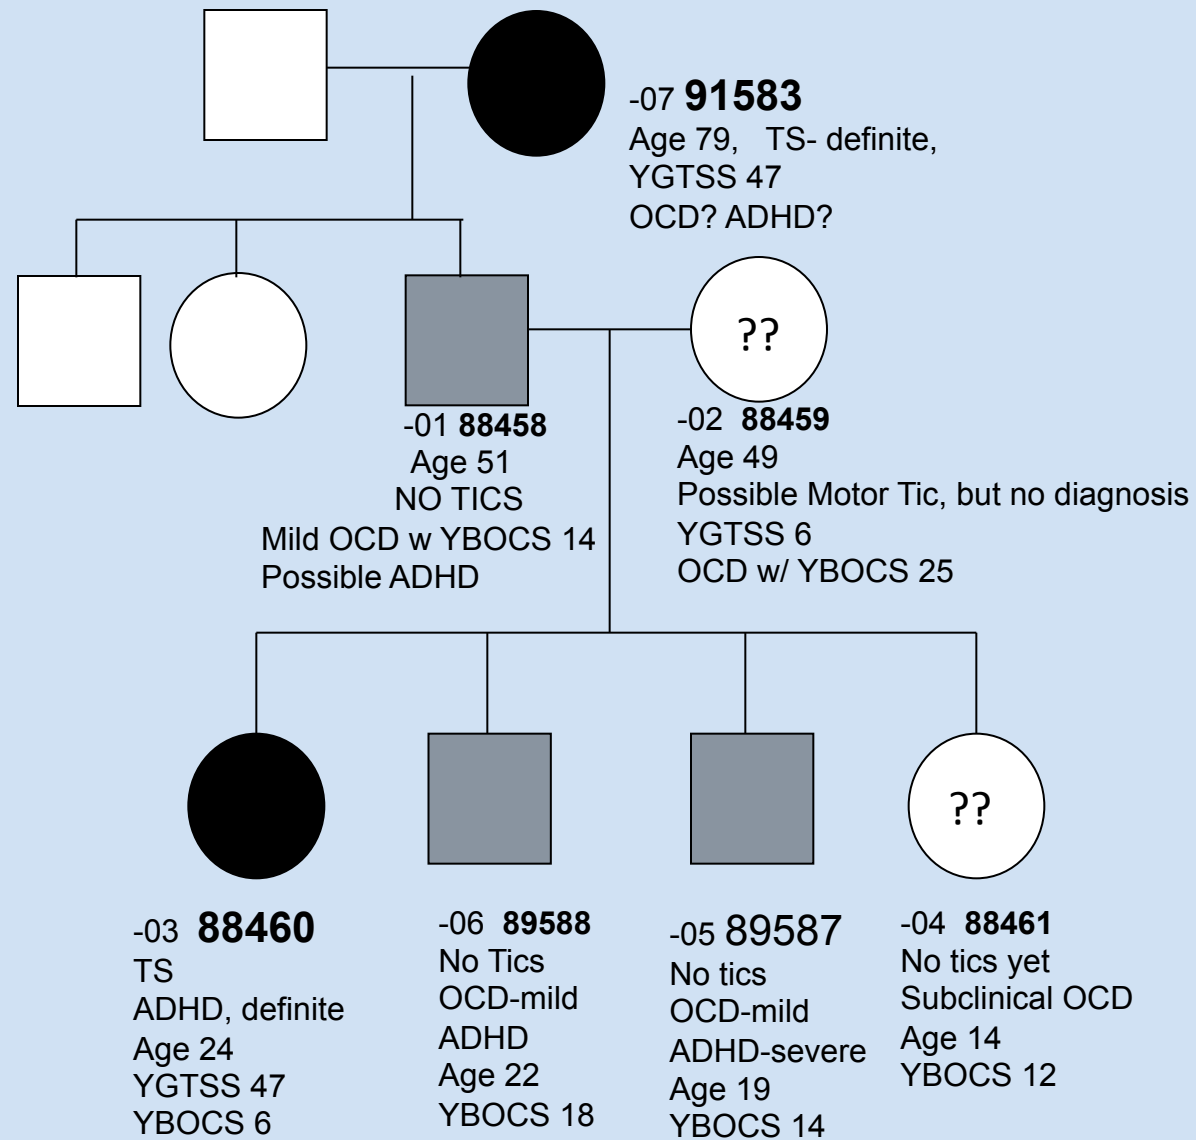 -07 91583
Age 79, TS- definite,
YGTSS 47
OCD? ADHD?
??
-01 88458
Age 51
NO TICS
Mild OCD w YBOCS 14
Possible ADHD
-02 88459
Age 49
Possible Motor Tic, but no diagnosis
YGTSS 6
OCD w/ YBOCS 25
??
-03 88460
TS
ADHD, definite
Age 24
YGTSS 47
YBOCS 6
-06 89588
No Tics
OCD-mild
ADHD
Age 22
YBOCS 18
-05 89587
No tics
OCD-mild
ADHD-severe
Age 19
YBOCS 14
-04 88461
No tics yet
Subclinical OCD
Age 14
YBOCS 12